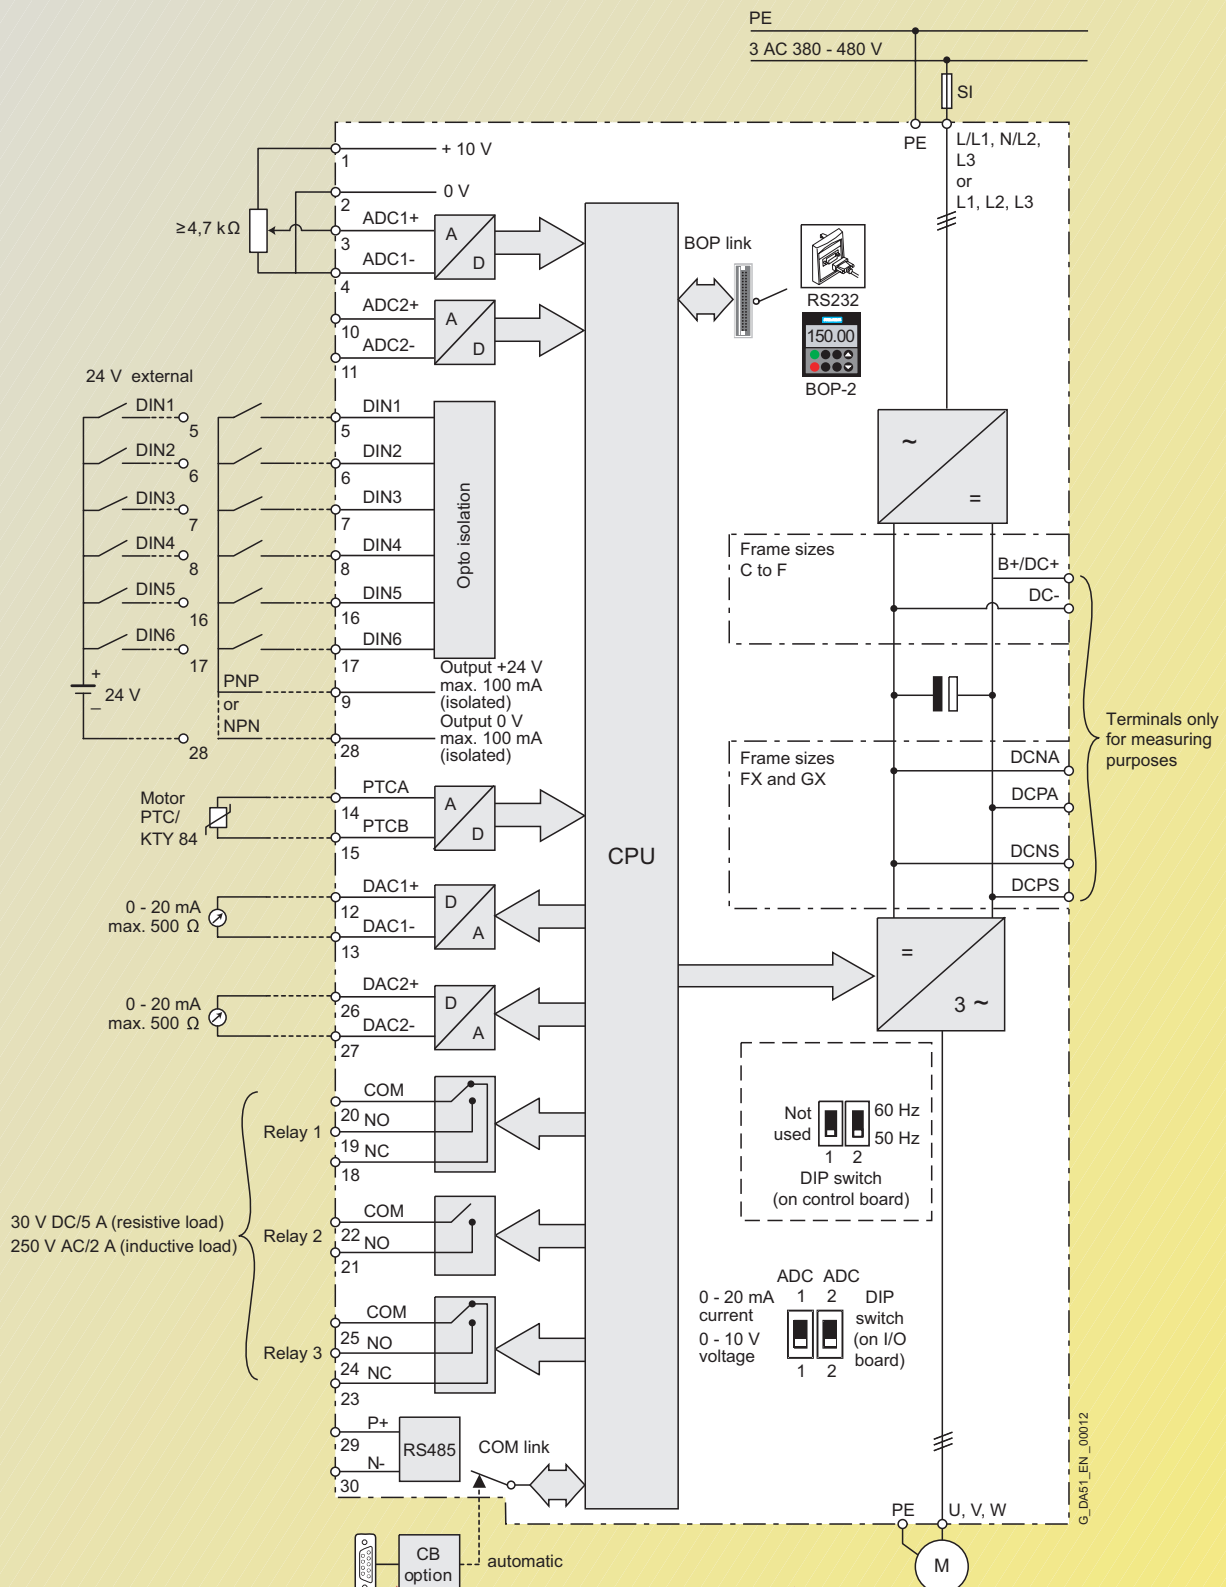 PE
3 AC 380 - 480 V
SI
PE
L/L1, N/L2,
L3
or
L1, L2, L3
1
+ 10 V
2
0 V
≥4,7 kΩ
ADC1+
3
ADC1-
4
A
D
ADC2+
10
ADC2-
11
A
D
BOP link
RS232
150.00
BOP-2
24 V external
DIN1
5
DIN2
6
DIN3
7
DIN4
8
DIN5
16
DIN6
17
+
24 V
–
28
DIN1
5
DIN2
6
DIN3
7
DIN4
8
DIN5
16
DIN6
17
Opto isolation
PNP
or
NPN
9
28
Output +24 V
max. 100 mA
(isolated)
Output 0 V
max. 100 mA
(isolated)
Motor
PTC/
KTY 84
PTCA
14
PTCB
15
A
D
0 - 20 mA
max. 500 Ω
DAC1+
12
DAC1-
13
D
A
0 - 20 mA
max. 500 Ω
DAC2+
26
DAC2-
27
D
A
CPU
30 V DC/5 A (resistive load)
250 V AC/2 A (inductive load)
Relay 1
COM
20
NO
19
NC
18
Relay 2
COM
22
NO
21
Relay 3
COM
25
NO
24
NC
23
P+
29
N-
30
RS485
COM link
CB
option
automatic
~
=
Frame sizes
C to F
B+/DC+
DC-
Frame sizes
FX and GX
DCNA
DCPA
DCNS
DCPS
Terminals only
for measuring
purposes
=
3 ~
Not
used
60 Hz
50 Hz
1 2
DIP switch
(on control board)
ADC ADC
1 2
0 - 20 mA
current
0 - 10 V
voltage
DIP
switch
(on I/O
board)
1 2
G_DA51_EN_00012
PE
U, V, W
M